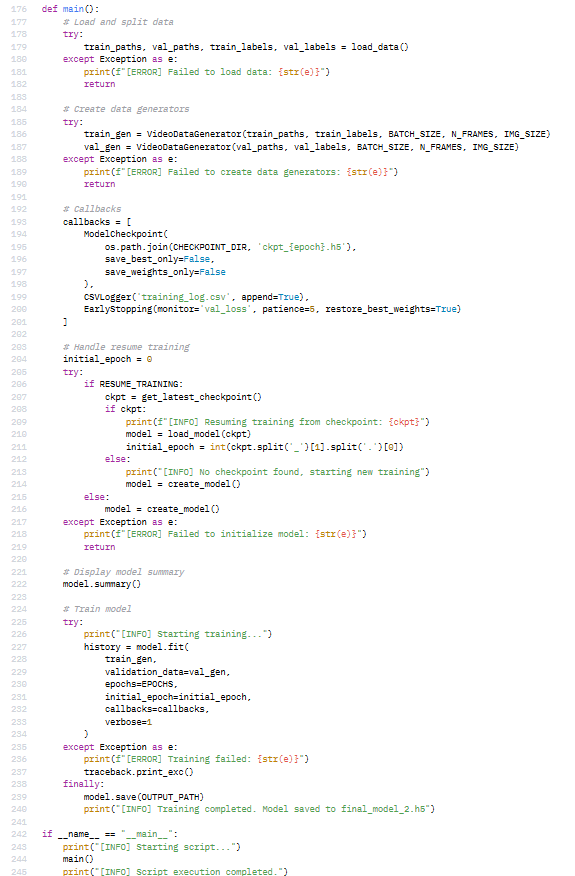 176 def main():
177     # Load and split data
178     try:
179         train_paths, val_paths, train_labels, val_labels = load_data()
180     except Exception as e:
181         print(f"[ERROR] Failed to load data: {str(e)}")
182         return
183
184     # Create data generators
185     try:
186         train_gen = VideoDataGenerator(train_paths, train_labels, BATCH_SIZE, N_FRAMES, IMG_SIZE)
187         val_gen = VideoDataGenerator(val_paths, val_labels, BATCH_SIZE, N_FRAMES, IMG_SIZE)
188     except Exception as e:
189         print(f"[ERROR] Failed to create data generators: {str(e)}")
190         return
191
192     # Callbacks
193     callbacks = [
194         ModelCheckpoint(
195             os.path.join(CHECKPOINT_DIR, 'ckpt_{epoch}.h5'),
196             save_best_only=False,
197             save_weights_only=False
198         ),
199         CSVLogger('training_log.csv', append=True),
200         EarlyStopping(monitor='val_loss', patience=5, restore_best_weights=True)
201     ]
202
203     # Handle resume training
204     initial_epoch = 0
205     try:
206         if RESUME_TRAINING:
207             ckpt = get_latest_checkpoint()
208             if ckpt:
209                 print(f"[INFO] Resuming training from checkpoint: {ckpt}")
210                 model = load_model(ckpt)
211                 initial_epoch = int(ckpt.split('_')[1].split('.')[0])
212             else:
213                 print("[INFO] No checkpoint found, starting new training")
214                 model = create_model()
215         else:
216             model = create_model()
217     except Exception as e:
218         print(f"[ERROR] Failed to initialize model: {str(e)}")
219         return
220
221     # Display model summary
222     model.summary()
223
224     # Train model
225     try:
226         print("[INFO] Starting training...")
227         history = model.fit(
228             train_gen,
229             validation_data=val_gen,
230             epochs=EPOCHS,
231             initial_epoch=initial_epoch,
232             callbacks=callbacks,
233             verbose=1
234         )
235     except Exception as e:
236         print(f"[ERROR] Training failed: {str(e)}")
237         traceback.print_exc()
238     finally:
239         model.save(OUTPUT_PATH)
240         print("[INFO] Training completed. Model saved to final_model_2.h5")
241
242 if __name__ == "__main__":
243     print("[INFO] Starting script...")
244     main()
245     print("[INFO] Script execution completed.")